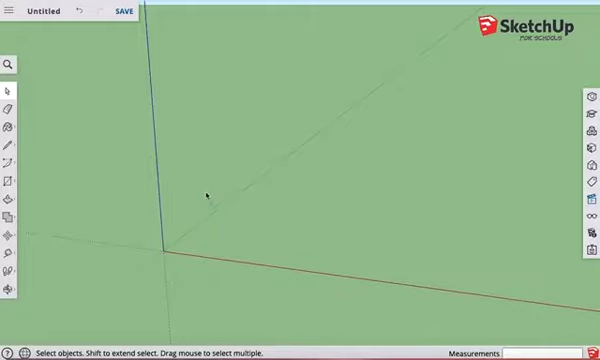 Untitled
SAVE
SketchUp
FOR SCHOOLS
Select objects. Shift to extend select. Drag mouse to select multiple.
Measurements